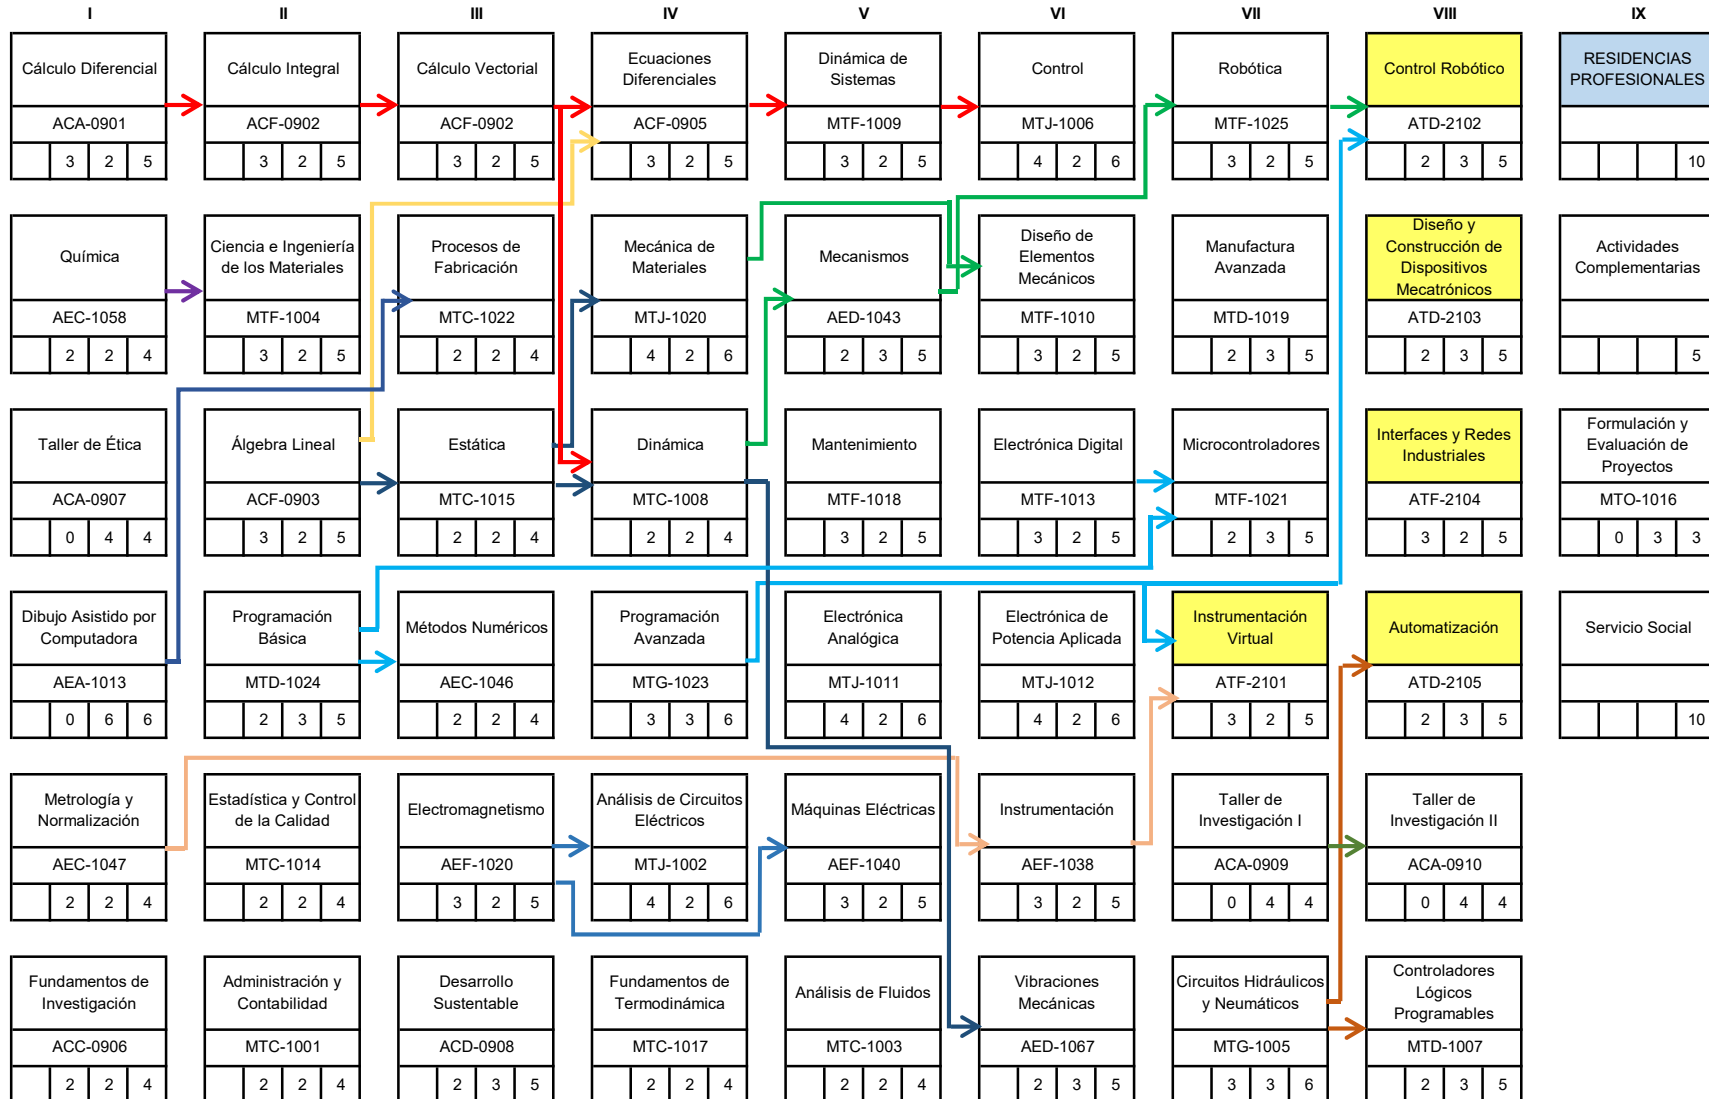 I II III IV V VI VII VIII IX
Cálculo Diferencial
ACA-0901
3 2 5
Cálculo Integral
ACF-0902
3 2 5
Cálculo Vectorial
ACF-0902
3 2 5
Ecuaciones
Diferenciales
ACF-0905
3 2 5
Dinámica de
Sistemas
MTF-1009
3 2 5
Control
MTJ-1006
4 2 6
Robótica
MTF-1025
3 2 5
Control Robótico
ATD-2102
2 3 5
RESIDENCIAS
PROFESIONALES
10
Química
AEC-1058
2 2 4
Ciencia e Ingeniería
de los Materiales
MTF-1004
3 2 5
Procesos de
Fabricación
MTC-1022
2 2 4
Mecánica de
Materiales
MTJ-1020
4 2 6
Mecanismos
AED-1043
2 3 5
Diseño de
Elementos
Mecánicos
MTF-1010
3 2 5
Manufactura
Avanzada
MTD-1019
2 3 5
Diseño y
Construcción de
Dispositivos
Mecatrónicos
ATD-2103
2 3 5
Actividades
Complementarias
5
Taller de Ética
ACA-0907
0 4 4
Álgebra Lineal
ACF-0903
3 2 5
Estática
MTC-1015
2 2 4
Dinámica
MTC-1008
2 2 4
Mantenimiento
MTF-1018
3 2 5
Electrónica Digital
MTF-1013
3 2 5
Microcontroladores
MTF-1021
2 3 5
Interfaces y Redes
Industriales
ATF-2104
3 2 5
Formulación y
Evaluación de
Proyectos
MTO-1016
0 3 3
Dibujo Asistido por
Computadora
AEA-1013
0 6 6
Programación
Básica
MTD-1024
2 3 5
Métodos Numéricos
AEC-1046
2 2 4
Programación
Avanzada
MTG-1023
3 3 6
Electrónica
Analógica
MTJ-1011
4 2 6
Electrónica de
Potencia Aplicada
MTJ-1012
4 2 6
Instrumentación
Virtual
ATF-2101
3 2 5
Automatización
ATD-2105
2 3 5
Servicio Social
10
Metrología y
Normalización
AEC-1047
2 2 4
Estadística y Control
de la Calidad
MTC-1014
2 2 4
Electromagnetismo
AEF-1020
3 2 5
Análisis de Circuitos
Eléctricos
MTJ-1002
4 2 6
Máquinas Eléctricas
AEF-1040
3 2 5
Instrumentación
AEF-1038
3 2 5
Taller de
Investigación I
ACA-0909
0 4 4
Taller de
Investigación II
ACA-0910
0 4 4
Fundamentos de
Investigación
ACC-0906
2 2 4
Administración y
Contabilidad
MTC-1001
2 2 4
Desarrollo
Sustentable
ACD-0908
2 3 5
Fundamentos de
Termodinámica
MTC-1017
2 2 4
Análisis de Fluidos
MTC-1003
2 2 4
Vibraciones
Mecánicas
AED-1067
2 3 5
Circuitos Hidráulicos
y Neumáticos
MTG-1005
3 3 6
Controladores
Lógicos
Programables
MTD-1007
2 3 5